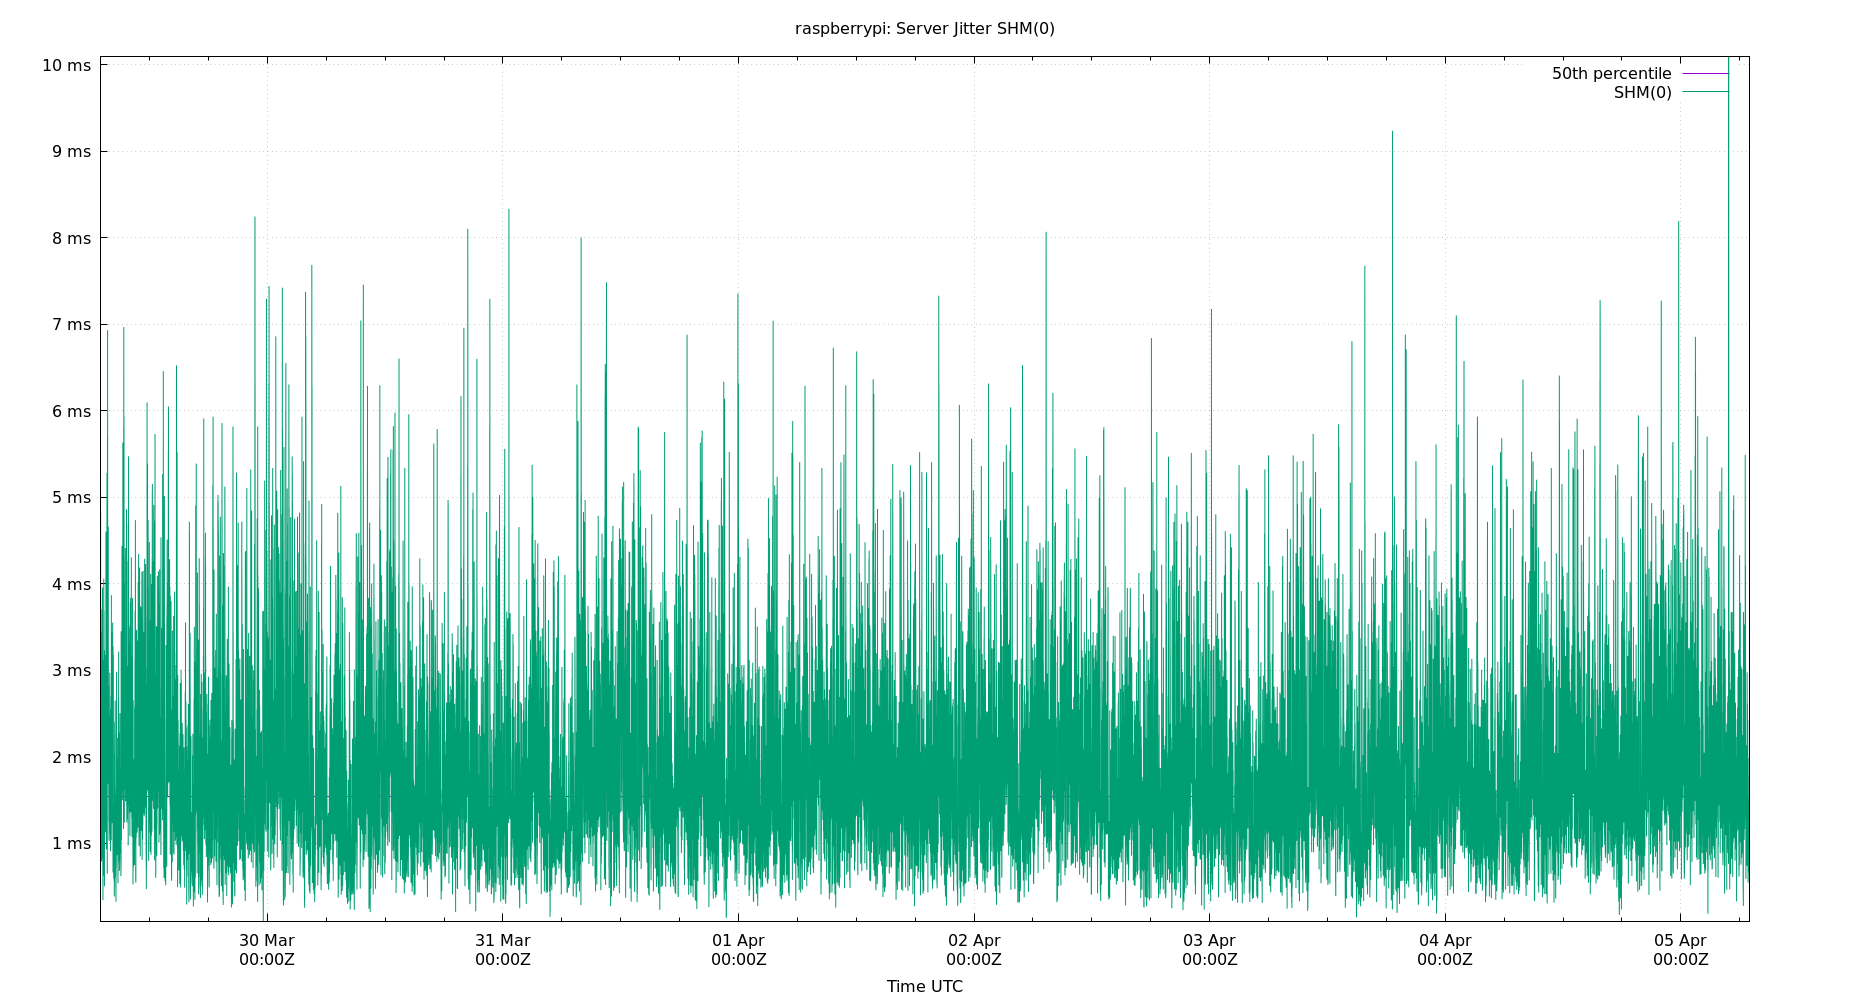 raspberrypi: Server Jitter SHM(0)
10 ms
9 ms
8 ms
7 ms
6 ms
5 ms
4 ms
3 ms
2 ms
1 ms
50th percentile
SHM(0)
30 Mar
00:00Z
31 Mar
00:00Z
01 Apr
00:00Z
02 Apr
00:00Z
03 Apr
00:00Z
04 Apr
00:00Z
05 Apr
00:00Z
Time UTC